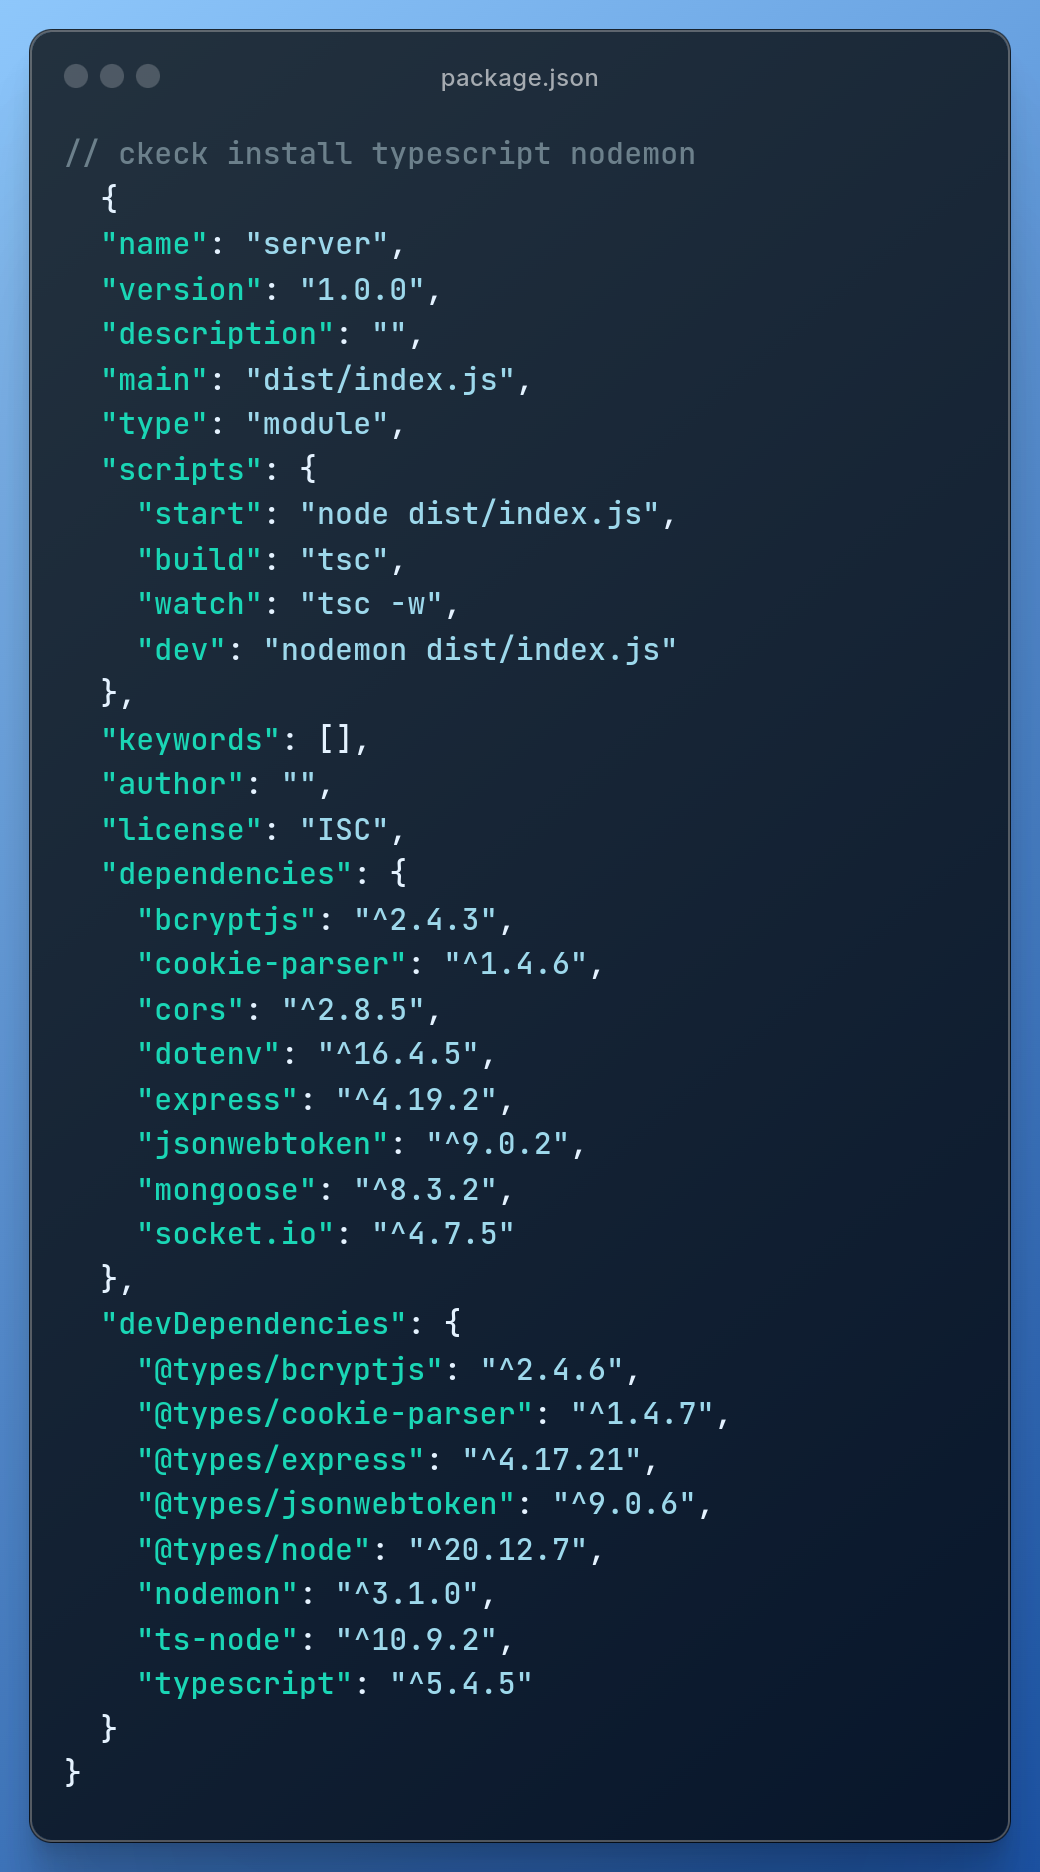 package.json
// ckeck install typescript nodemon
  {
  "name": "server",
  "version": "1.0.0",
  "description": "",
  "main": "dist/index.js",
  "type": "module",
  "scripts": {
    "start": "node dist/index.js",
    "build": "tsc",
    "watch": "tsc -w",
    "dev": "nodemon dist/index.js"
  },
  "keywords": [],
  "author": "",
  "license": "ISC",
  "dependencies": {
    "bcryptjs": "^2.4.3",
    "cookie-parser": "^1.4.6",
    "cors": "^2.8.5",
    "dotenv": "^16.4.5",
    "express": "^4.19.2",
    "jsonwebtoken": "^9.0.2",
    "mongoose": "^8.3.2",
    "socket.io": "^4.7.5"
  },
  "devDependencies": {
    "@types/bcryptjs": "^2.4.6",
    "@types/cookie-parser": "^1.4.7",
    "@types/express": "^4.17.21",
    "@types/jsonwebtoken": "^9.0.6",
    "@types/node": "^20.12.7",
    "nodemon": "^3.1.0",
    "ts-node": "^10.9.2",
    "typescript": "^5.4.5"
  }
}